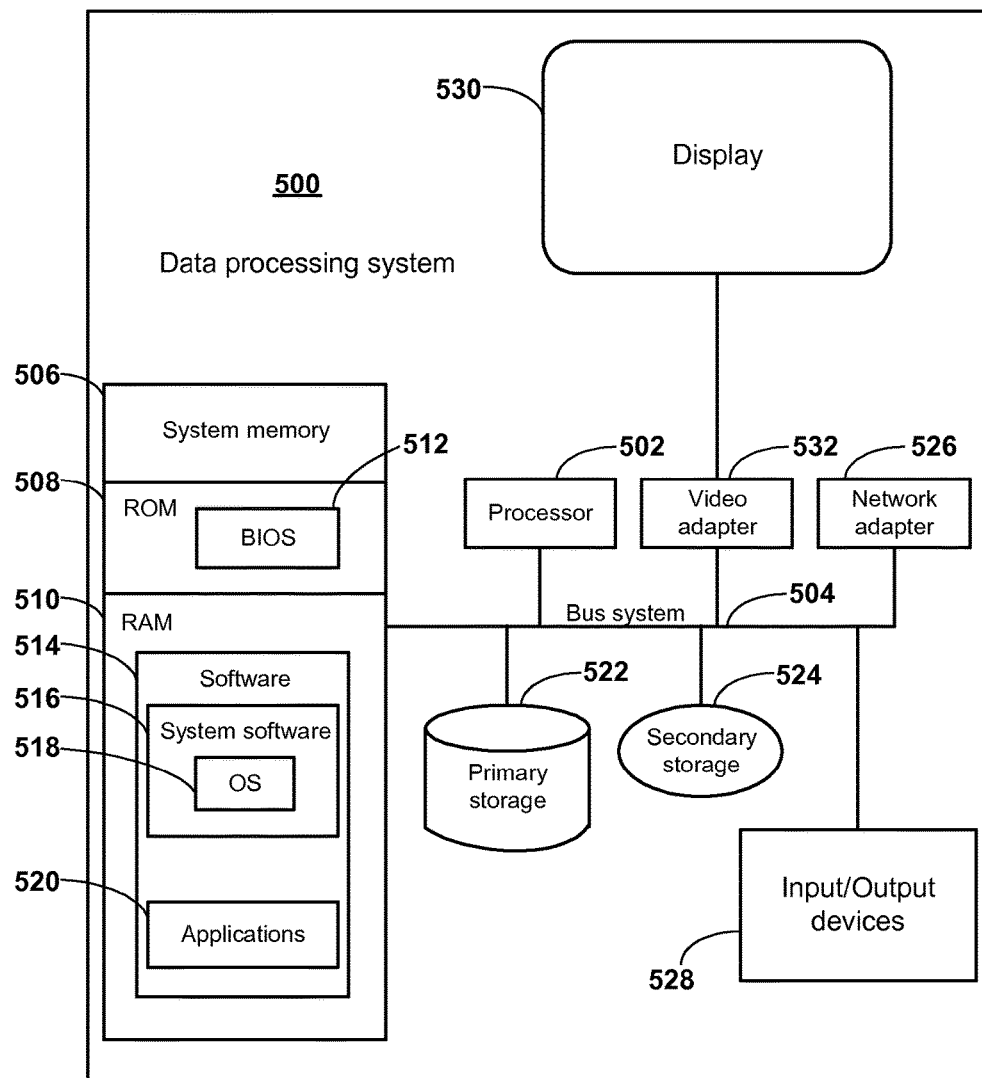 530
Display
500
Data processing system
506
System memory
512
502
532
526
508
ROM
BIOS
Processor
Video
adapter
Network
adapter
510
RAM
Bus system
504
514
Software
522
524
516
System software
518
OS
Primary
storage
Secondary
storage
520
Applications
Input/Output
devices
528